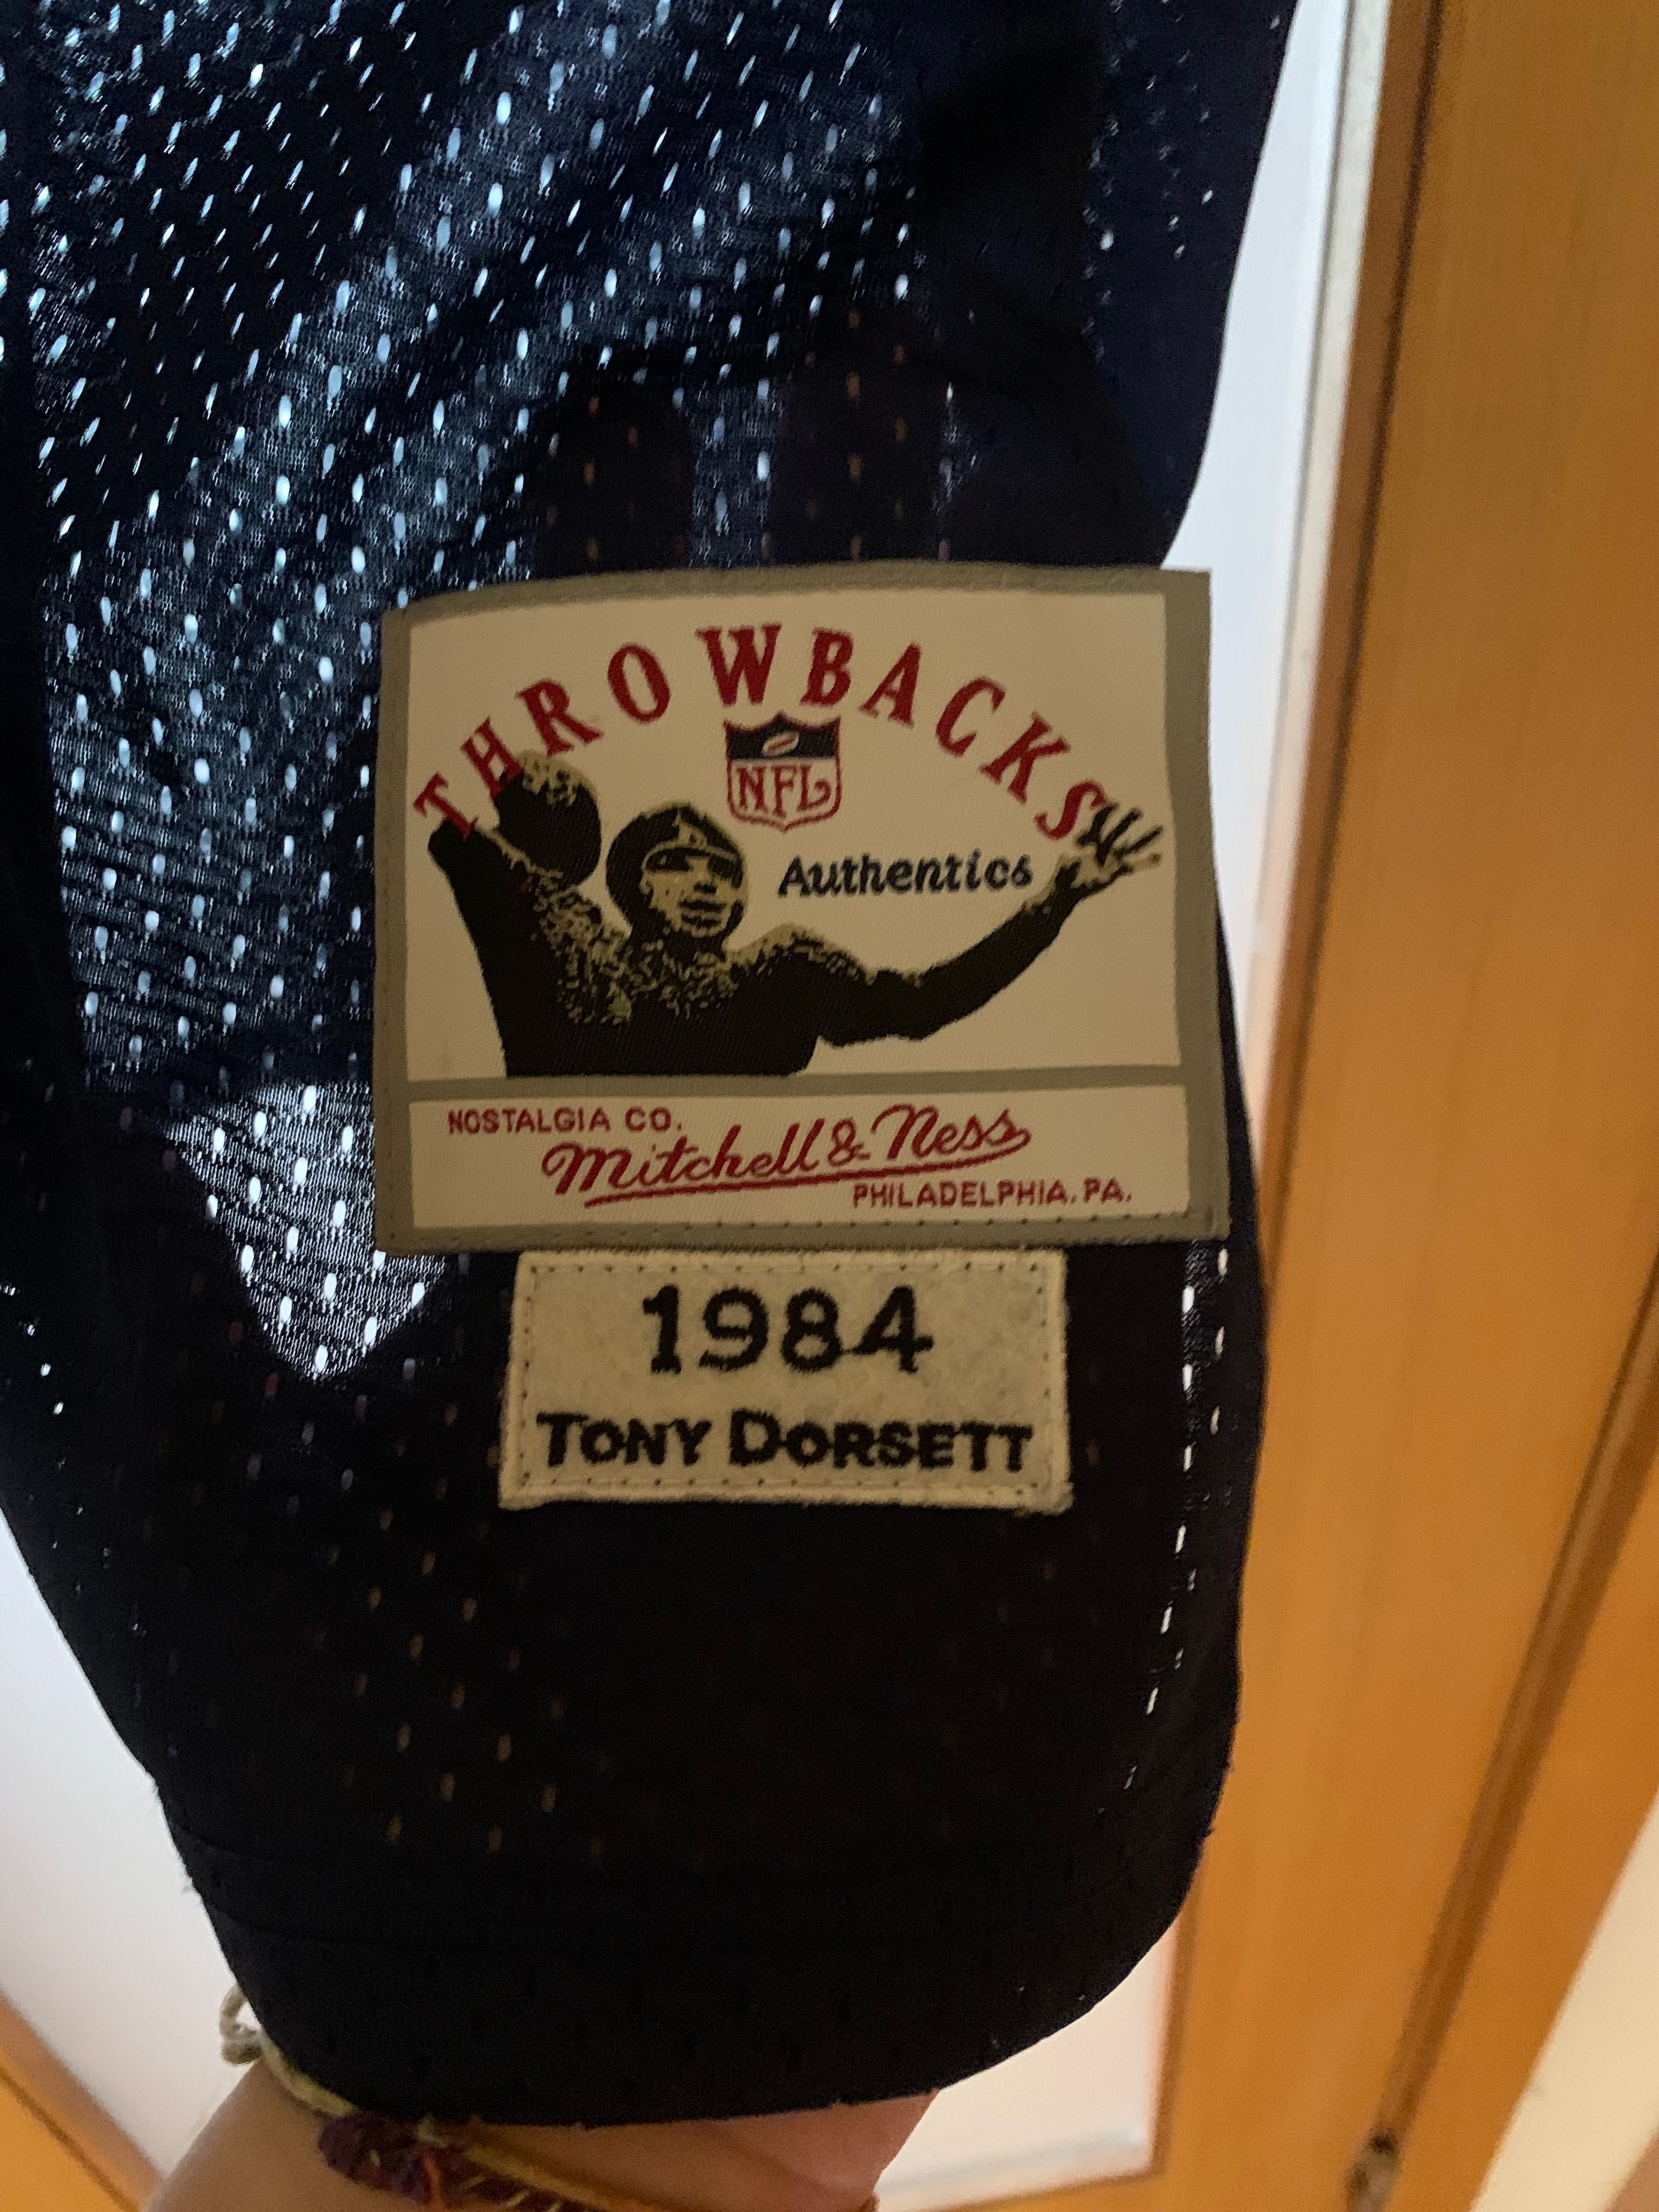 THROWBACKS
NFL
Authentics
NOSTALGIA CO.
Mitchell & Ness
PHILADELPHIA, PA.
1984
TONY DORSETT